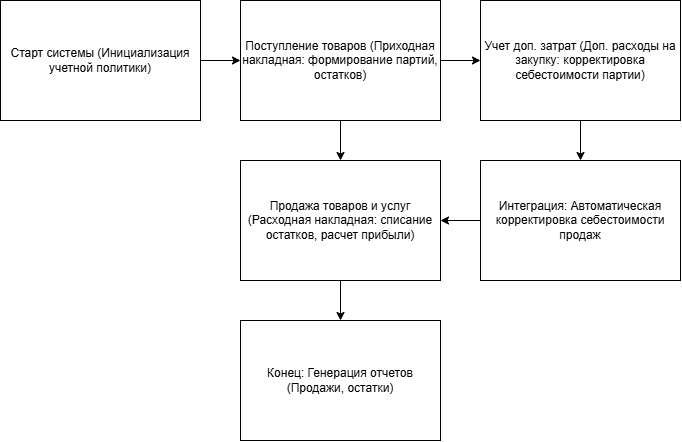 Старт системы (Инициализация
учетной политики)
Поступление товаров (Приходная
накладная: формирование партий,
остатков)
Учет доп. затрат (Доп. расходы на
закупку: корректировка
себестоимости партии)
Продажа товаров и услуг
(Расходная накладная: списание
остатков, расчет прибыли)
Интеграция: Автоматическая
корректировка себестоимости
продаж
Конец: Генерация отчетов
(Продажи, остатки)